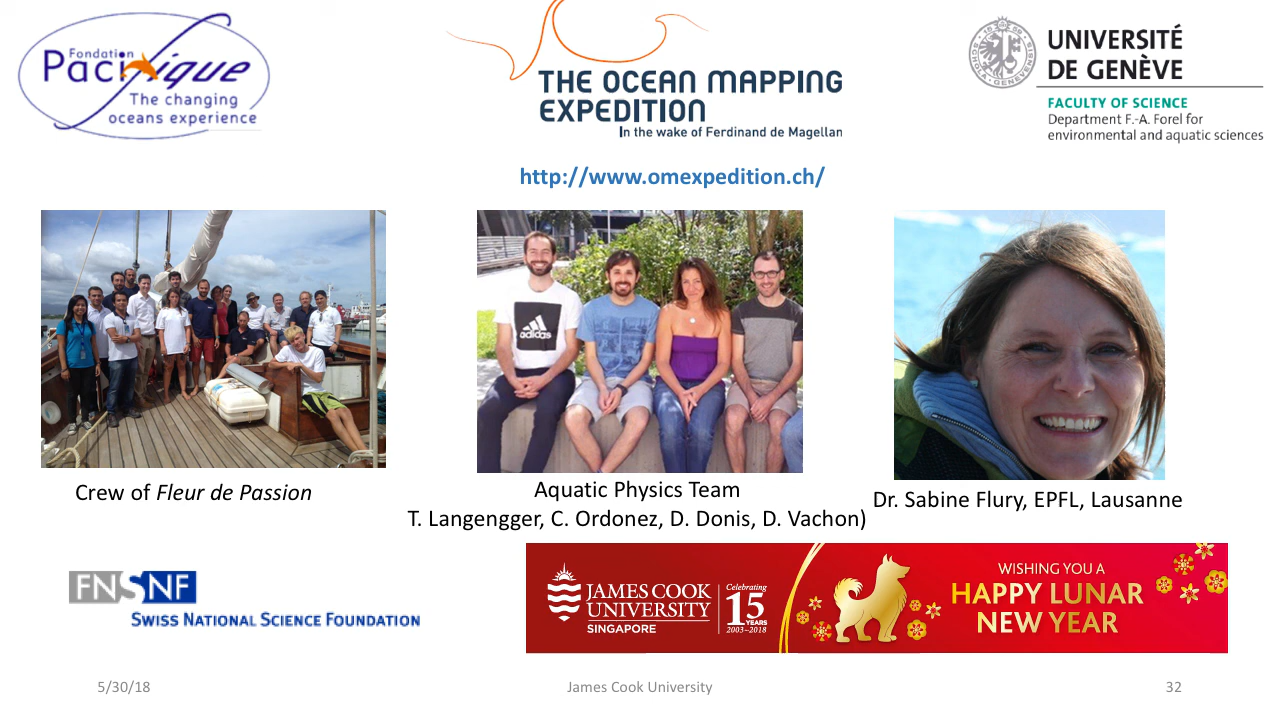 Fondation
Pacifique
The changing
oceans experience
THE OCEAN MAPPING
EXPEDITION
In the wake of Ferdinand de Magellan
UNIVERSITÉ
DE GENÈVE
FACULTY OF SCIENCE
Department F.-A. Forel for
environmental and aquatic sciences
http://www.omexpedition.ch/
adidas
Crew of Fleur de Passion
Aquatic Physics Team
T. Langengger, C. Ordonez, D. Donis, D. Vachon)
Dr. Sabine Flury, EPFL, Lausanne
FNSNF
SWISS NATIONAL SCIENCE FOUNDATION
JAMES COOK
UNIVERSITY
SINGAPORE
Celebrating
15
YEARS
2003–2018
WISHING YOU A
HAPPY LUNAR
NEW YEAR
5/30/18
James Cook University
32